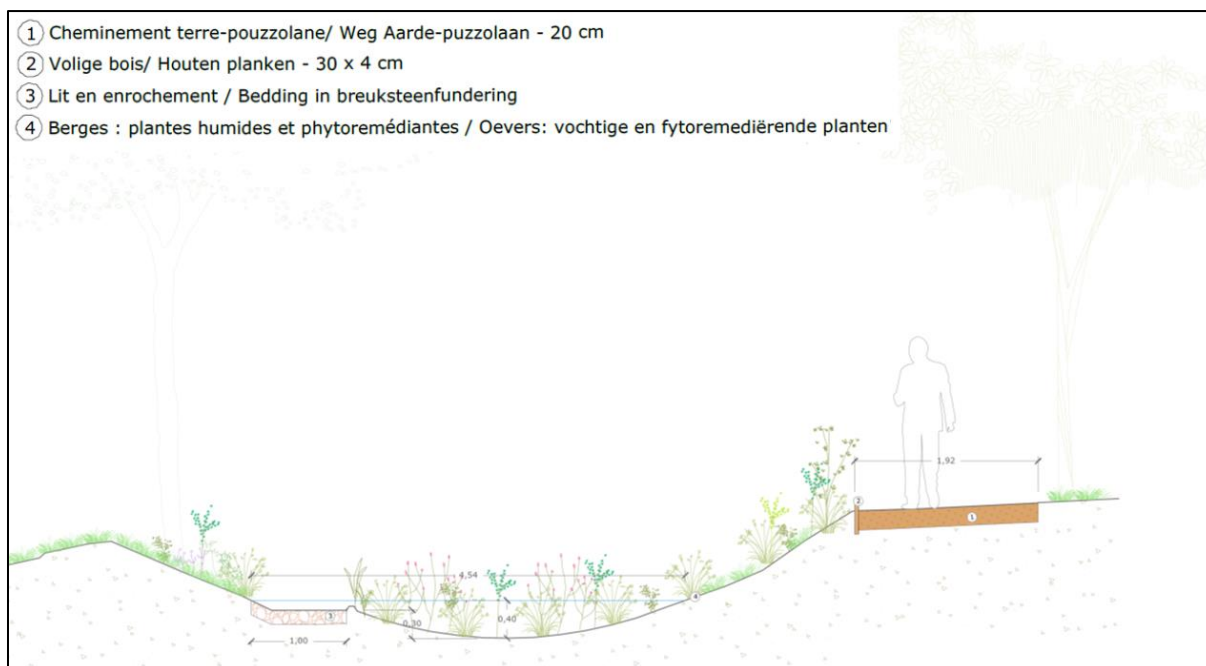 1 Cheminement terre-pouzzolane/ Weg Aarde-puzzolaan - 20 cm
2 Volige bois/ Houten planken - 30 x 4 cm
3 Lit en enrochement / Bedding in breuksteenfundering
4 Berges : plantes humides et phytoremédiantes / Oevers: vochtige en fytoremediërende planten
1,92
2
1
4,54
4
3
0,30
0,40
1,00